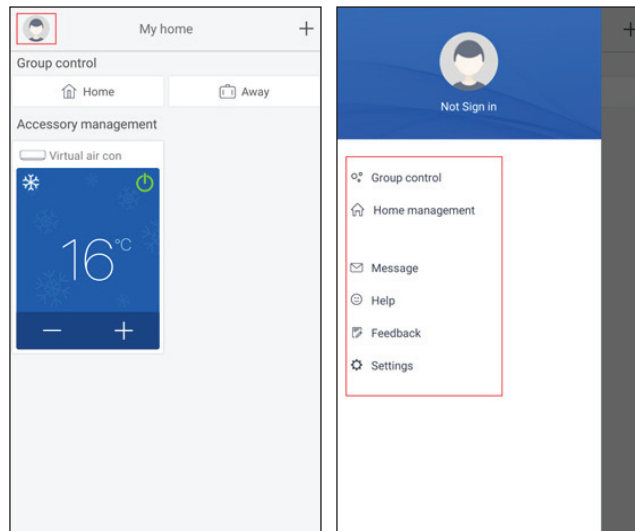 My home
Group control
Home
Away
Accessory management
Virtual air con
16°C
Not Sign in
Group control
Home management
Message
Help
Feedback
Settings